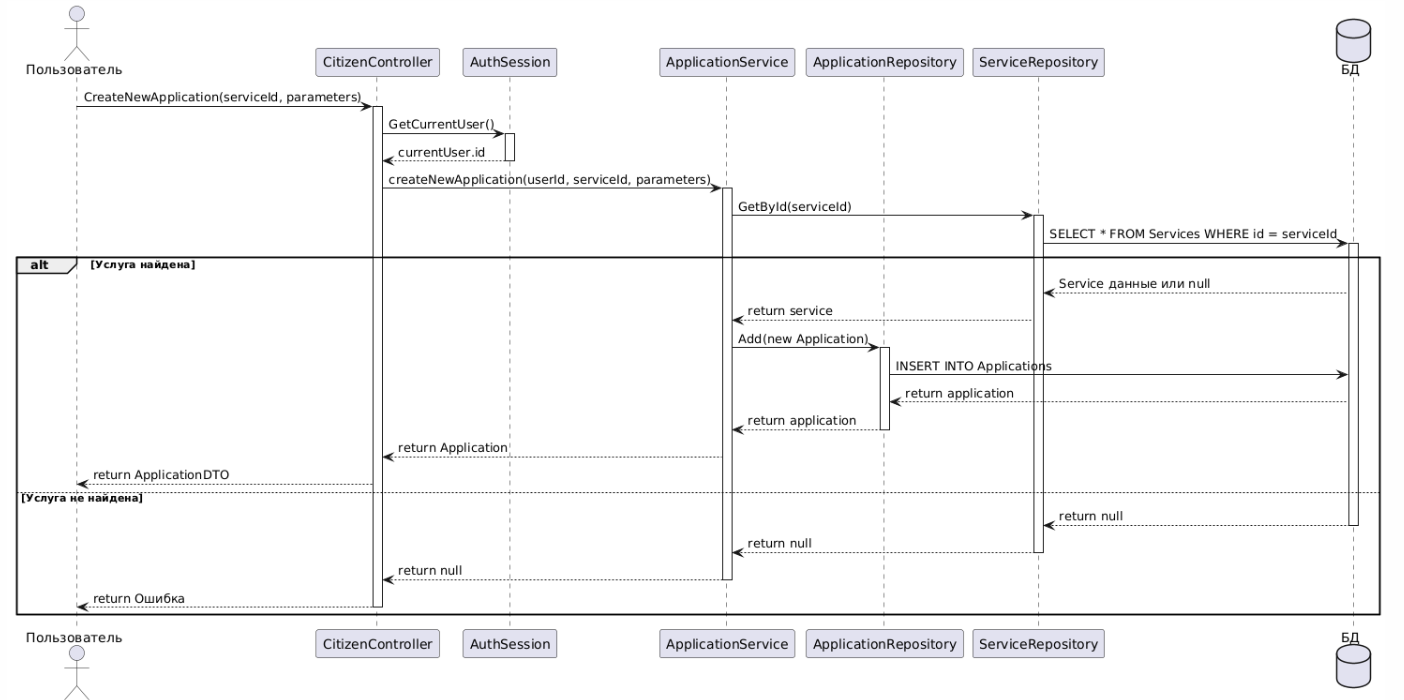 Пользователь
CitizenController
AuthSession
ApplicationService
ApplicationRepository
ServiceRepository
БД
CreateNewApplication(serviceId, parameters)
GetCurrentUser()
currentUser.id
createNewApplication(userId, serviceId, parameters)
GetById(serviceId)
SELECT * FROM Services WHERE id = serviceId
alt
[Услуга найдена]
Service данные или null
return service
Add(new Application)
INSERT INTO Applications
return application
return application
return Application
return ApplicationDTO
[Услуга не найдена]
return null
return null
return null
return Ошибка
Пользователь
CitizenController
AuthSession
ApplicationService
ApplicationRepository
ServiceRepository
БД